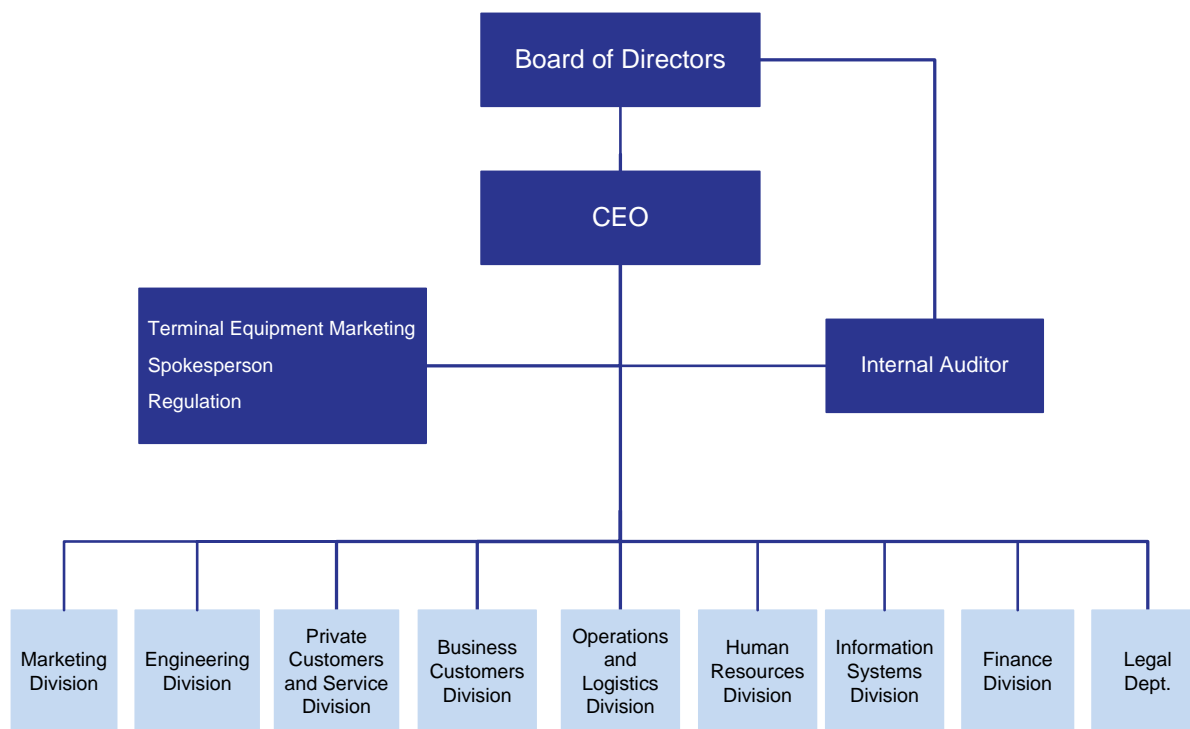 Board of Directors
CEO
Terminal Equipment Marketing
Spokesperson
Regulation
Internal Auditor
Marketing
Division
Engineering
Division
Private
Customers
and Service
Division
Business
Customers
Division
Operations
and
Logistics
Division
Human
Resources
Division
Information
Systems
Division
Finance
Division
Legal
Dept.